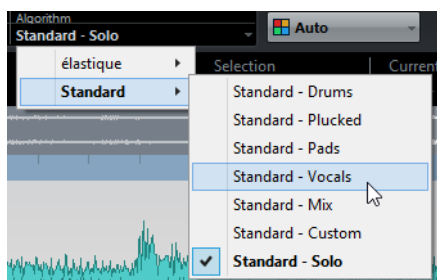 Algorithm
Standard - Solo
Auto
élastique
Selection
Current
Standard
Standard - Drums
Standard - Plucked
Standard - Pads
Standard - Vocals
Standard - Mix
Standard - Custom
Standard - Solo